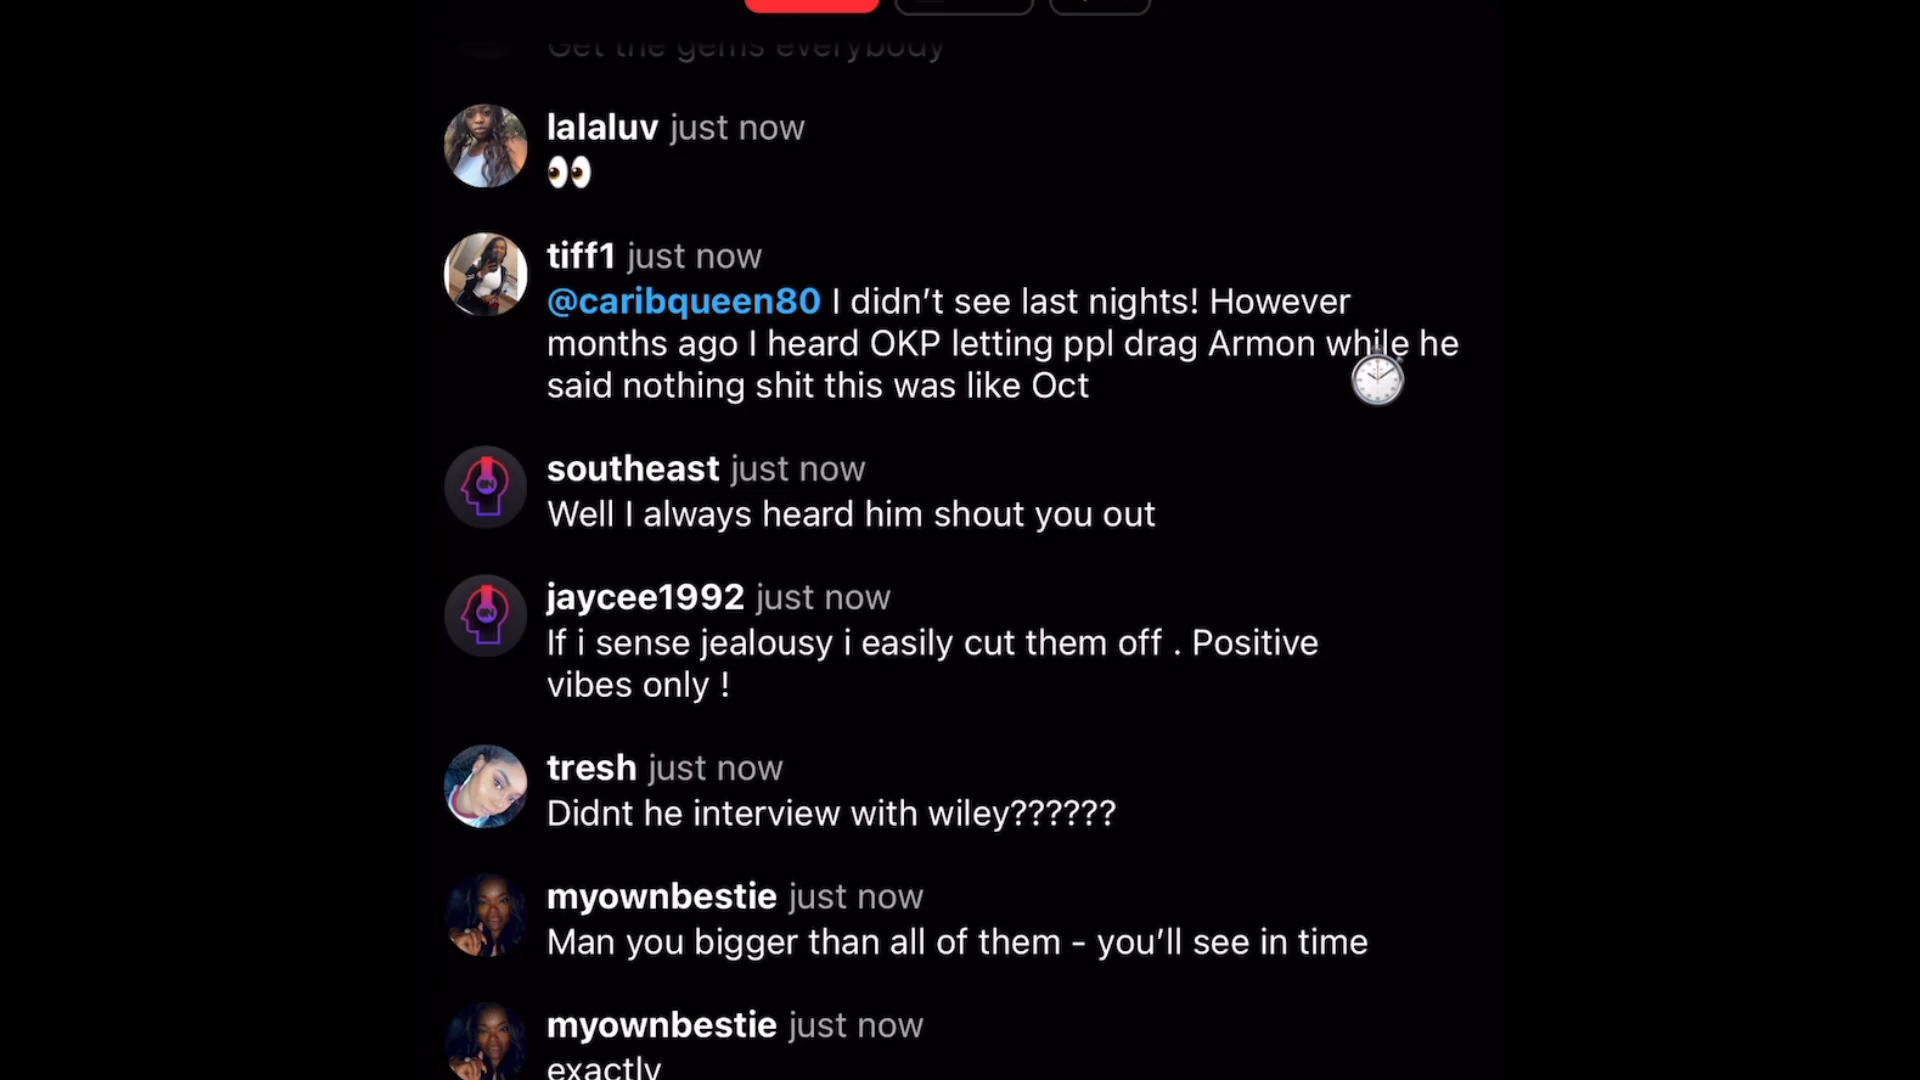 Get the gems everybody
lalaluv just now
👀
tiff1 just now
@caribqueen80 I didn’t see last nights! However
months ago I heard OKP letting ppl drag Armon while he
said nothing shit this was like Oct
southeast just now
Well I always heard him shout you out
jaycee1992 just now
If i sense jealousy i easily cut them off . Positive
vibes only !
tresh just now
Didnt he interview with wiley??????
myownbestie just now
Man you bigger than all of them - you’ll see in time
myownbestie just now
exactly